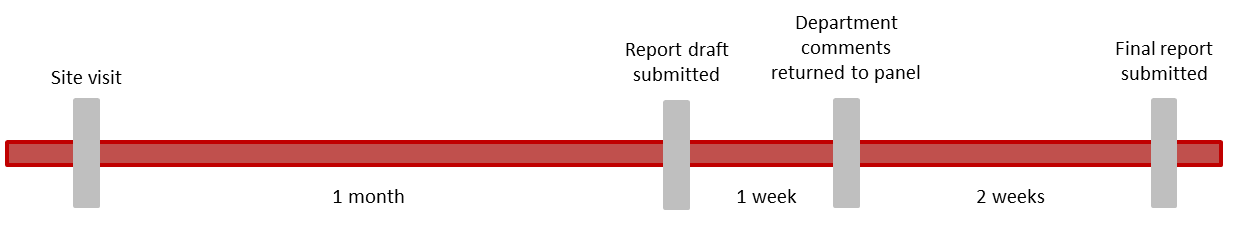 Site visit
Report draft
submitted
Department
comments
returned to panel
Final report
submitted
1 month
1 week
2 weeks